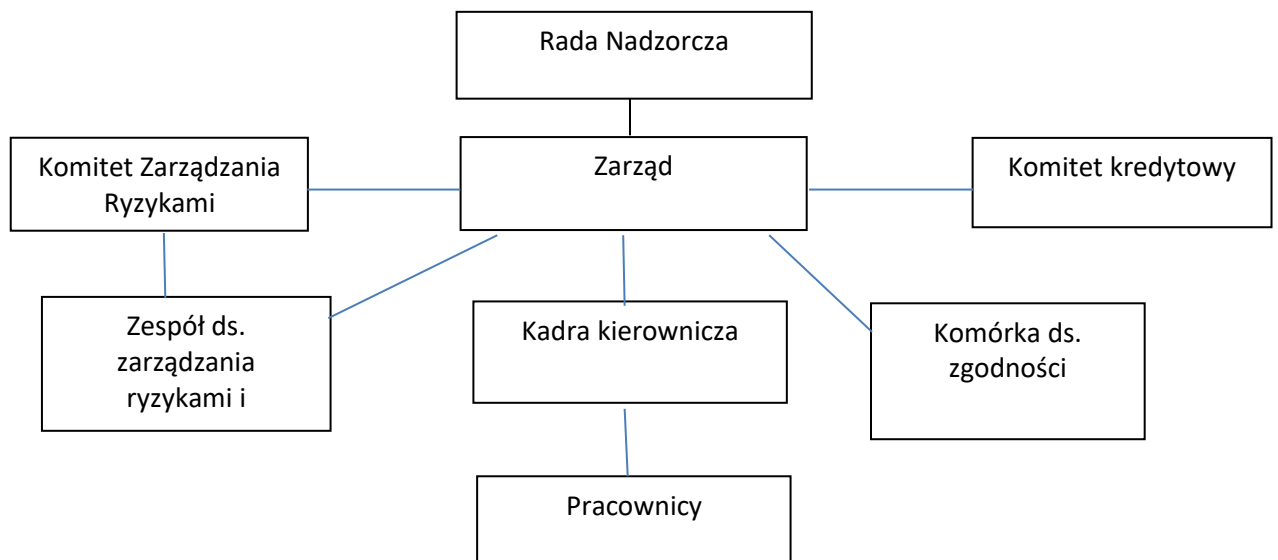 Rada Nadzorcza
Komitet Zarządzania
Ryzykami
Zarząd
Komitet kredytowy
Zespół ds.
zarządzania
ryzykami i
Kadra kierownicza
Komórka ds.
zgodności
Pracownicy